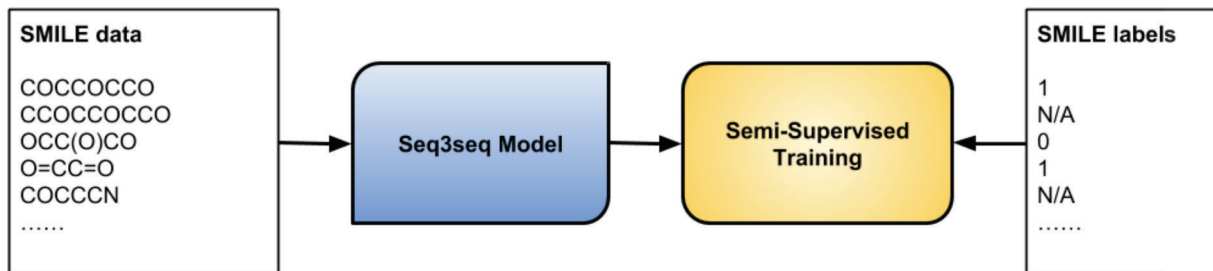 SMILE data
COCCOCCO
CCOCCOCCO
OCC(O)CO
O=CC=O
COCCCN
......
Seq3seq Model
Semi-Supervised
Training
SMILE labels
1
N/A
0
1
N/A
......